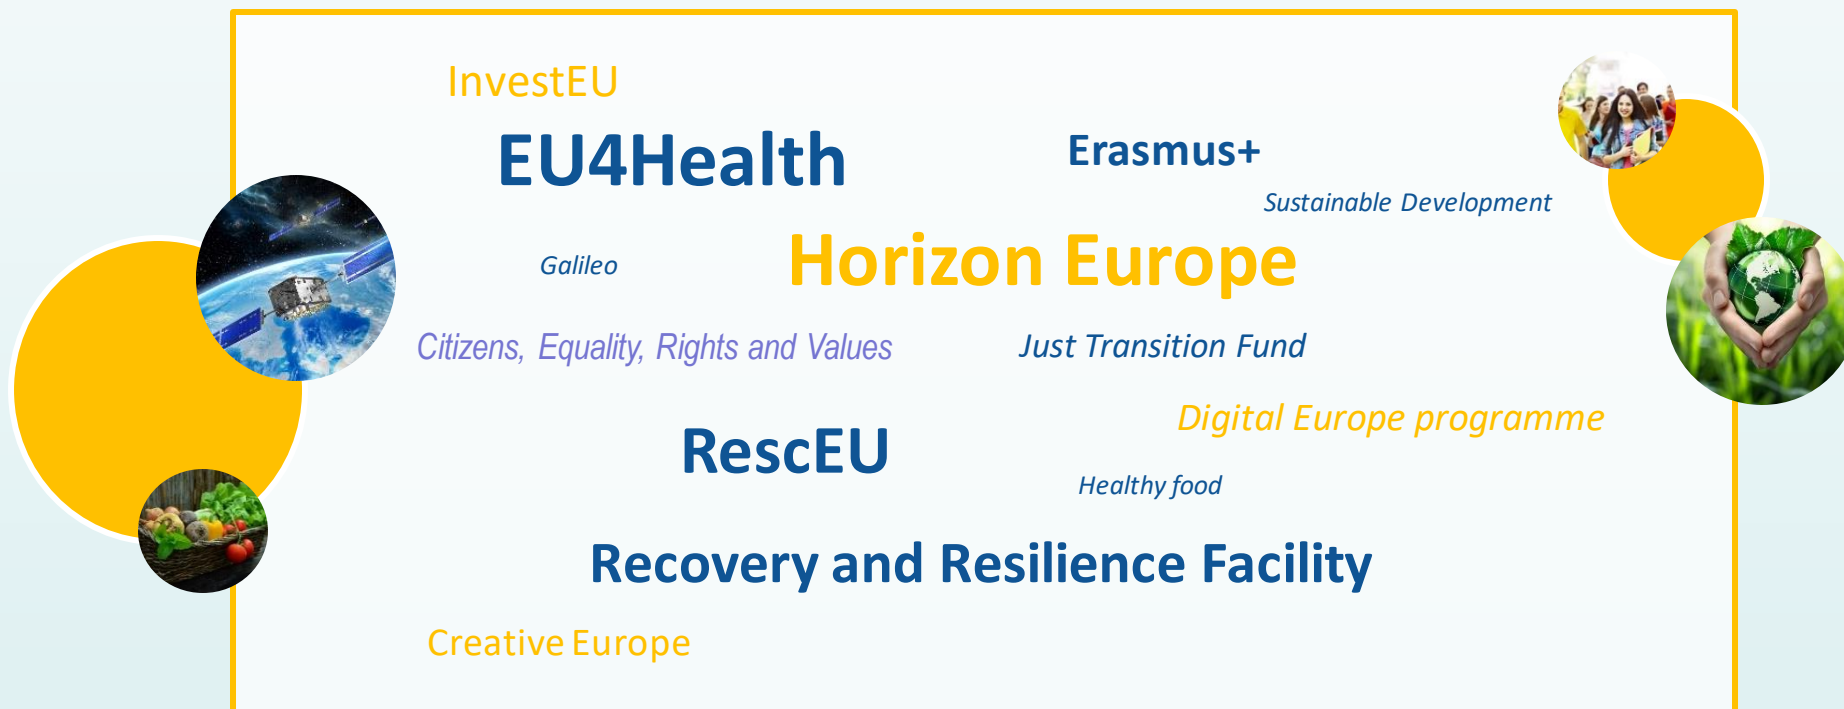 InvestEU
EU4Health
Erasmus+
Sustainable Development
Horizon Europe
Galileo
Citizens, Equality, Rights and Values
Just Transition Fund
Digital Europe programme
RescEU
Healthy food
Recovery and Resilience Facility
Creative Europe